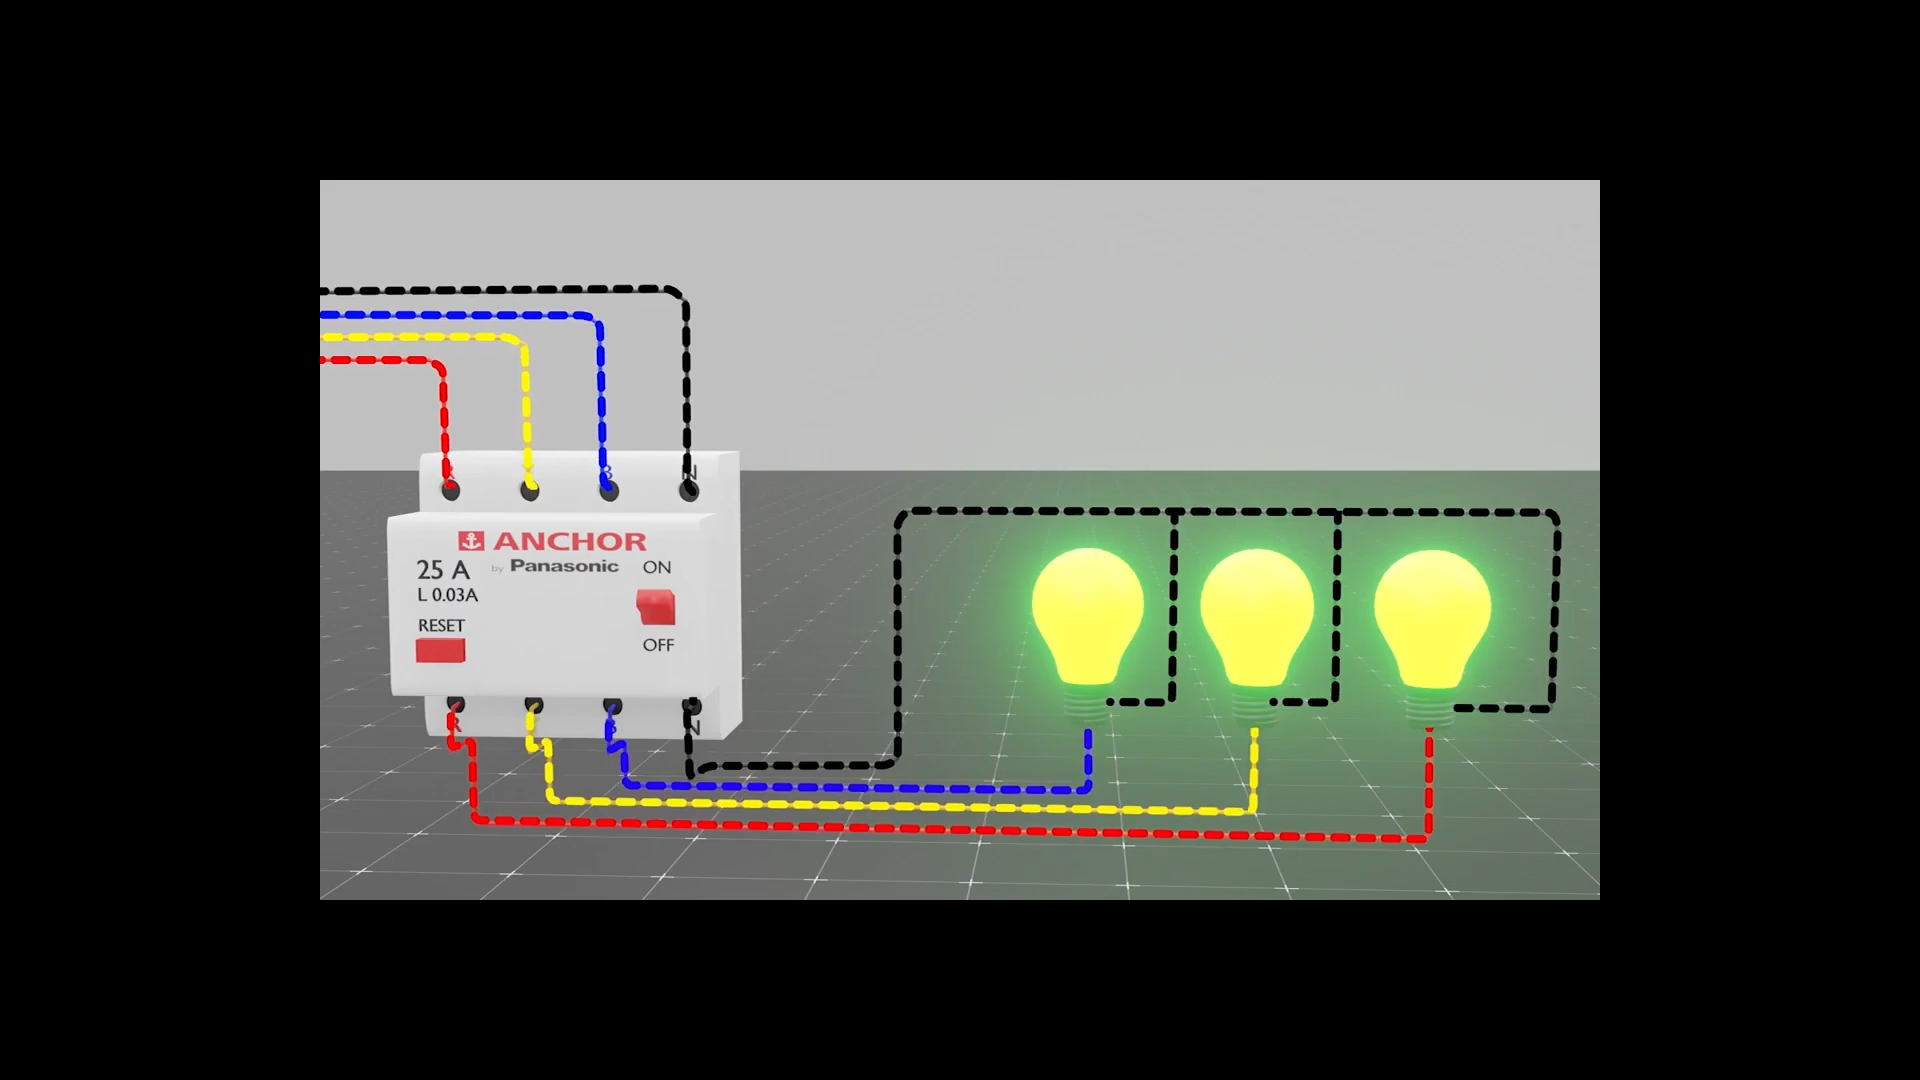 B
N
ANCHOR
by Panasonic
25 A
L 0.03A
ON
RESET
OFF
R
N